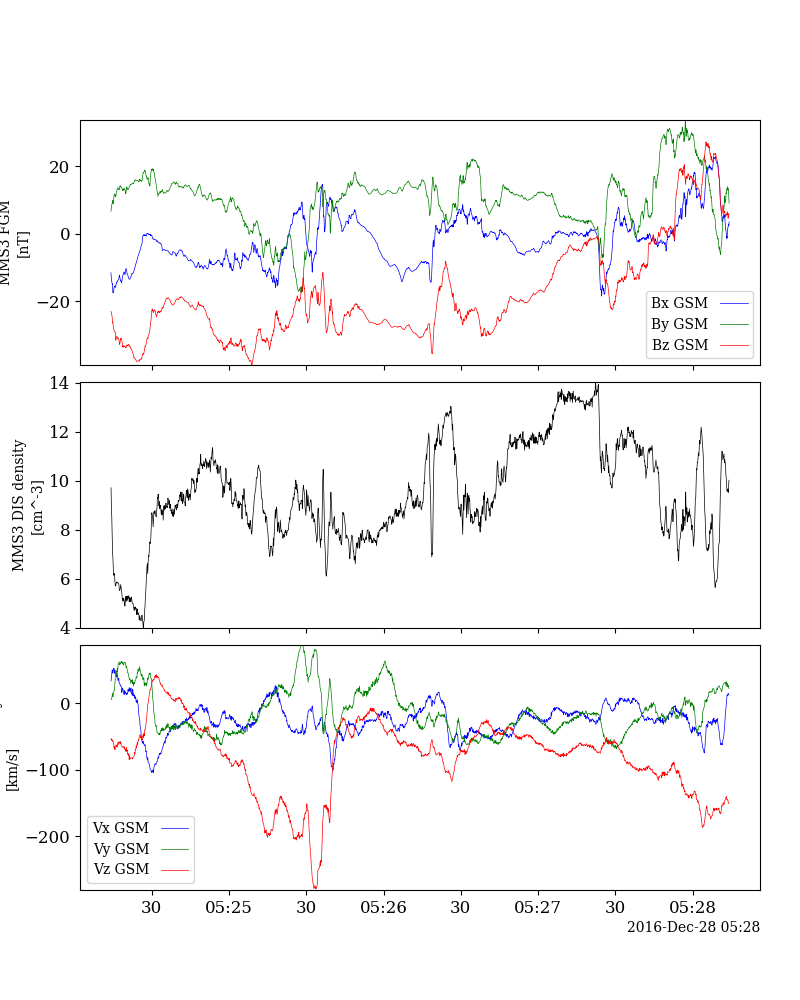 20
0
−20
MMS3 FGM
[nT]
Bx GSM
By GSM
Bz GSM
14
12
10
8
6
4
MMS3 DIS density
[cm^-3]
0
−100
−200
[km/s]
Vx GSM
Vy GSM
Vz GSM
30 05:25 30 05:26 30 05:27 30 05:28
2016-Dec-28 05:28